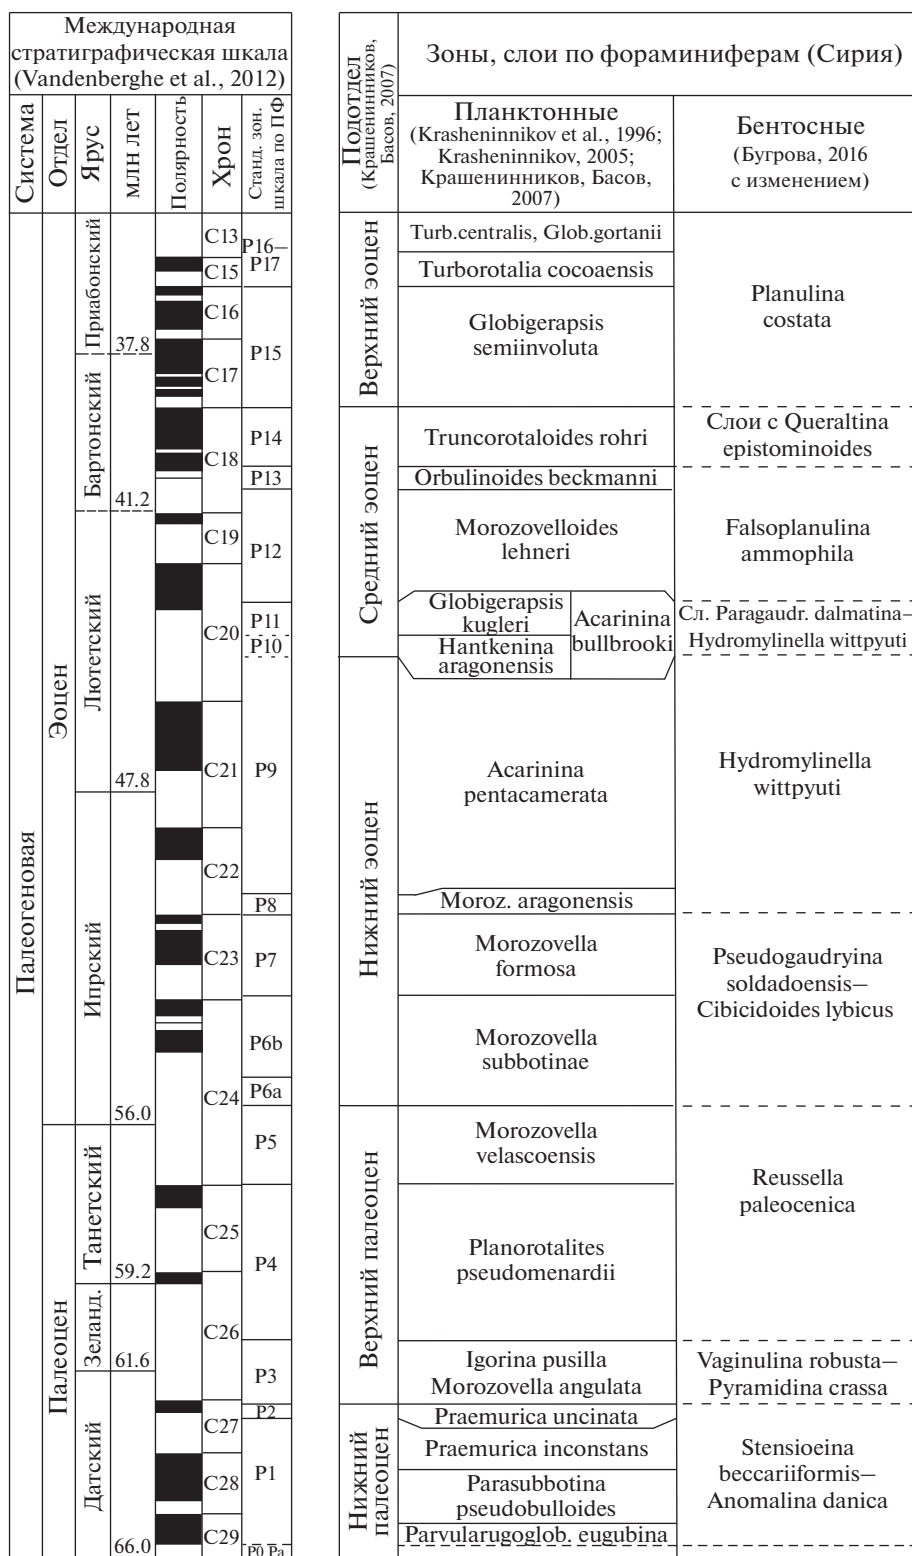 Международная
стратиграфическая шкала
(Vandenberghe et al., 2012)
Система
Отдел
Ярус
млн лет
Полярность
Хрон
Станд. зон.
шкала по ПФ
Палеогеновая
Эоцен
Палеоцен
Приабонский
Бартонский
Лютетский
Ипрский
Танетский
Зеланд.
Датский
37.8
41.2
47.8
56.0
59.2
61.6
66.0
C13
C15
C16
C17
C18
C19
C20
C21
C22
C23
C24
C25
C26
C27
C28
C29
P16–
P17
P15
P14
P13
P12
P11
P10
P9
P8
P7
P6b
P6a
P5
P4
P3
P2
P1
P0 Pa
Подотдел
(Крашенинников,
Басов, 2007)
Зоны, слои по фораминиферам (Сирия)
Планктонные
(Krasheninnikov et al., 1996;
Krasheninnikov, 2005;
Крашенинников, Басов,
2007)
Бентосные
(Бугрова, 2016
с изменением)
Верхний эоцен
Средний эоцен
Нижний эоцен
Верхний палеоцен
Нижний
палеоцен
Turb.centralis, Glob.gortanii
Turborotalia cocoaensis
Globigerapsis
semiinvoluta
Truncorotaloides rohri
Orbulinoides beckmanni
Morozovelloides
lehneri
Globigerapsis
kugleri
Hantkenina
aragonensis
Acarinina
bullbrooki
Acarinina
pentacamerata
Moroz. aragonensis
Morozovella
formosa
Morozovella
subbotinae
Morozovella
velascoensis
Planorotalites
pseudomenardii
Igorina pusilla
Morozovella angulata
Praemurica uncinata
Praemurica inconstans
Parasubbotina
pseudobulloides
Parvularugoglob. eugubina
Planulina
costata
Слои с Queraltina
epistominoides
Falsoplanulina
ammophila
Сл. Paragaudr. dalmatina–
Hydromylinella wittpyuti
Hydromylinella
wittpyuti
Pseudogaudryina
soldadoensis–
Cibicidoides lybicus
Reussella
paleocenica
Vaginulina robusta–
Pyramidina crassa
Stensioeina
beccariiformis–
Anomalina danica